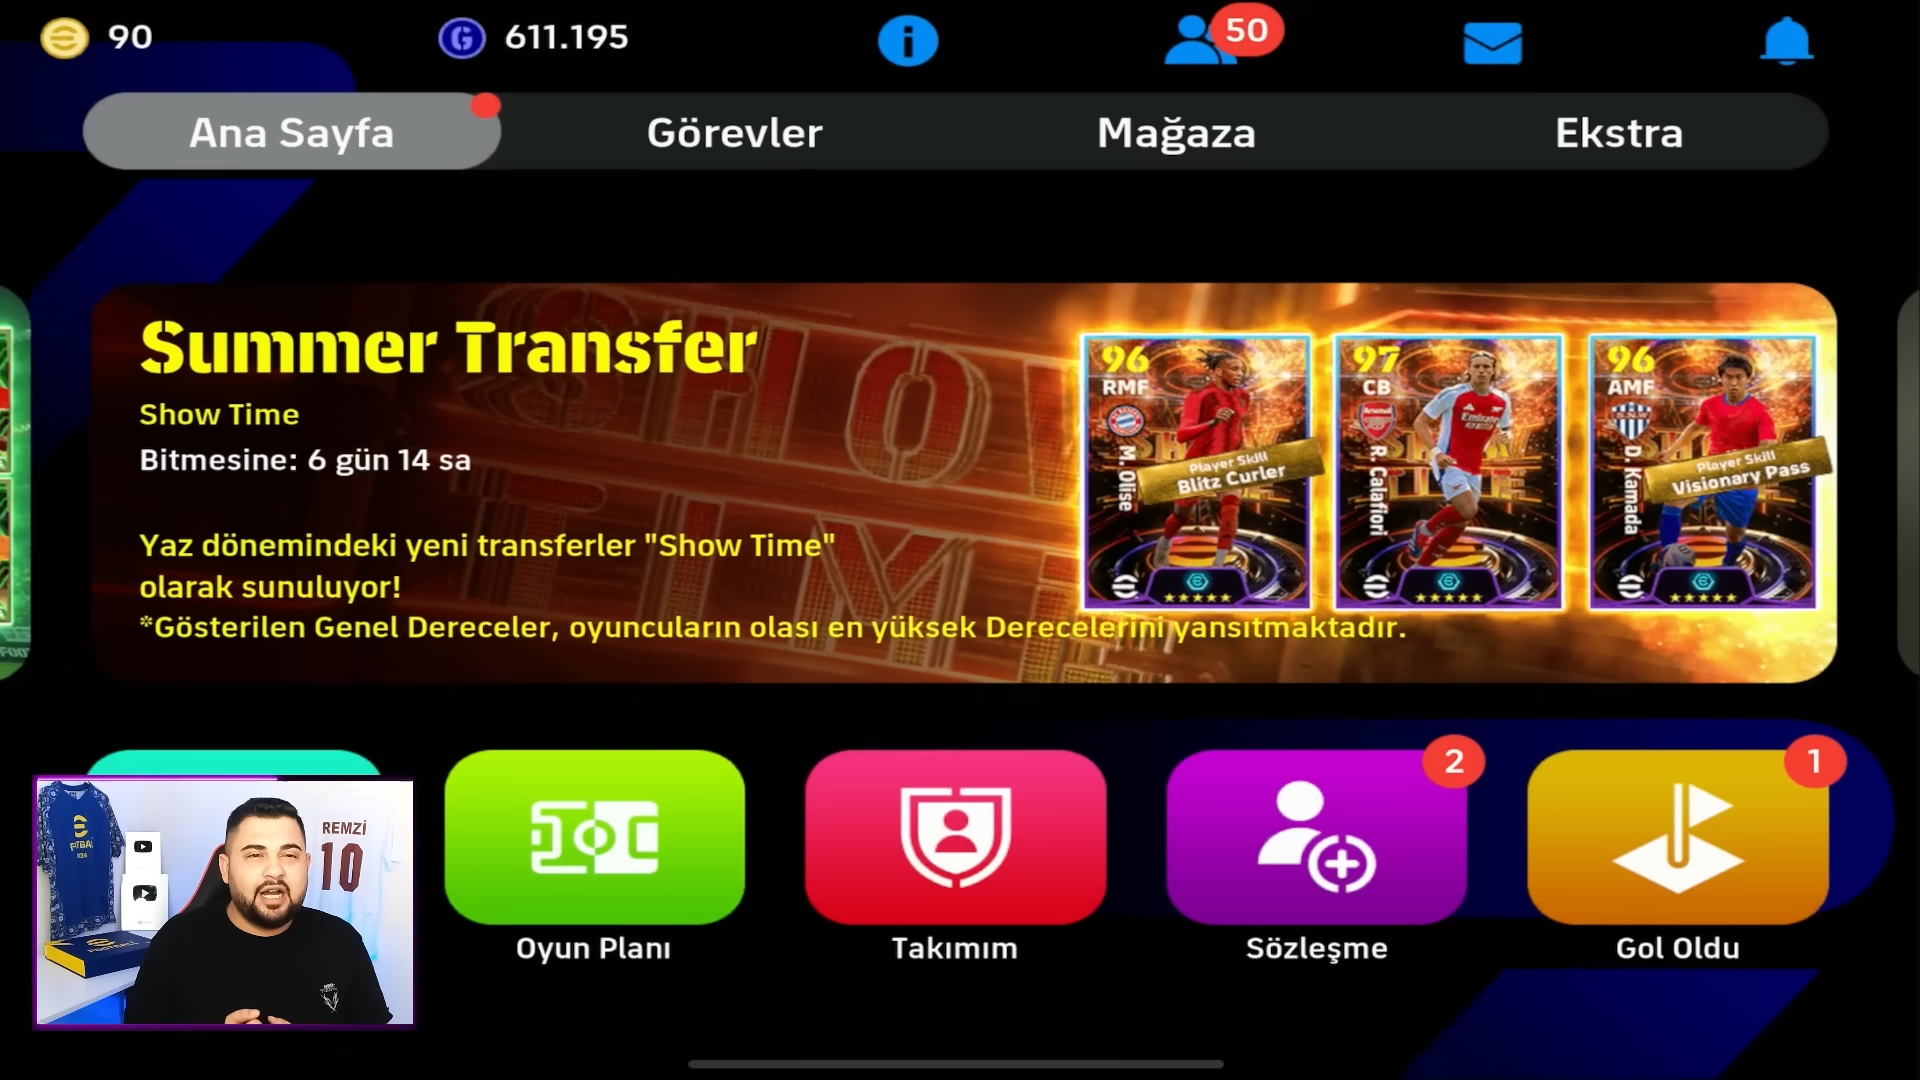 90
611.195
50
Ana Sayfa
Görevler
Mağaza
Ekstra
Summer Transfer
Show Time
Bitmesine: 6 gün 14 sa
Yaz dönemindeki yeni transferler "Show Time"
olarak sunuluyor!
*Gösterilen Genel Dereceler, oyuncuların olası en yüksek Derecelerini yansıtmaktadır.
SHOW
TIME
96
RMF
M. Olise
Player Skill
Blitz Curler
97
CB
Arsenal
R. Calafiori
96
AMF
D. Kamada
Player Skill
Visionary Pass
REMZİ
10
Oyun Planı
Takımım
2
Sözleşme
1
Gol Oldu